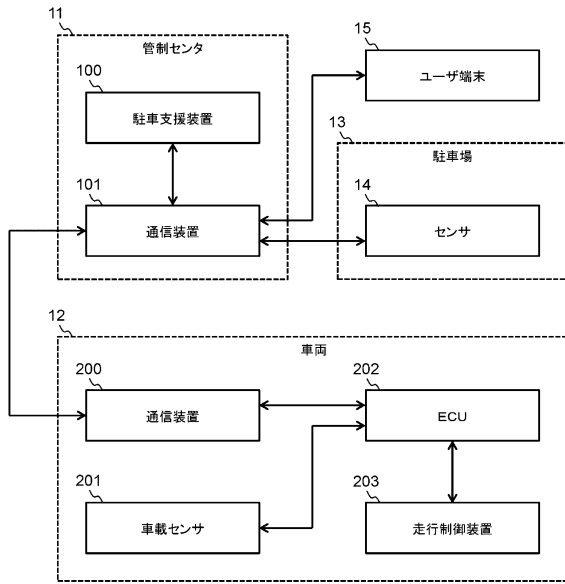 11
管制センタ
100
駐車支援装置
101
通信装置
15
ユーザ端末
13
駐車場
14
センサ
12
車両
200
通信装置
202
ECU
201
車載センサ
203
走行制御装置